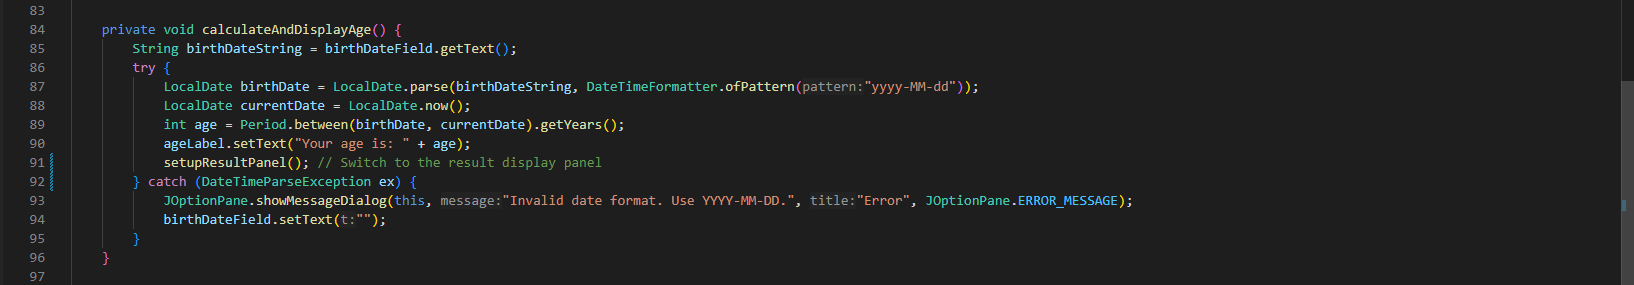 83
84 private void calculateAndDisplayAge() {
85 String birthDateString = birthDateField.getText();
86 try {
87 LocalDate birthDate = LocalDate.parse(birthDateString, DateTimeFormatter.ofPattern(pattern:"yyyy-MM-dd"));
88 LocalDate currentDate = LocalDate.now();
89 int age = Period.between(birthDate, currentDate).getYears();
90 ageLabel.setText("Your age is: " + age);
91 setupResultPanel(); // Switch to the result display panel
92 } catch (DateTimeParseException ex) {
93 JOptionPane.showMessageDialog(this, message:"Invalid date format. Use YYYY-MM-DD.", title:"Error", JOptionPane.ERROR_MESSAGE);
94 birthDateField.setText(t:"");
95 }
96 }
97